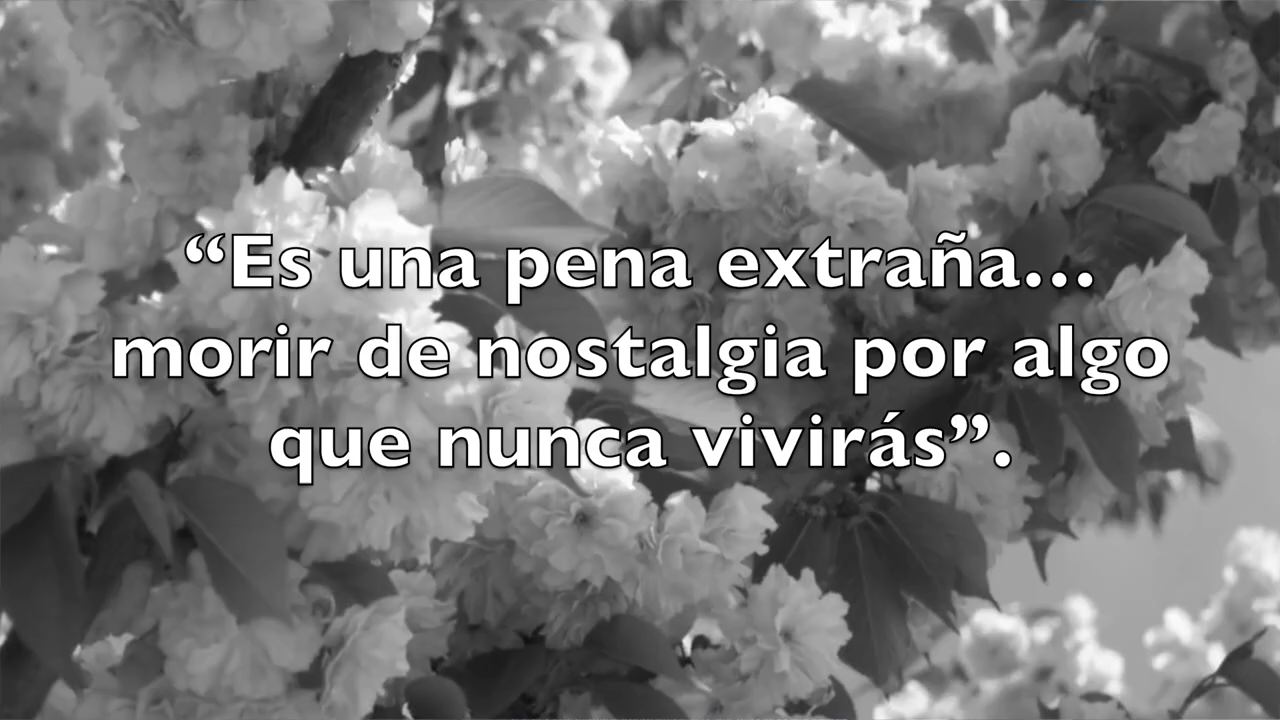 “Es una pena extraña...
morir de nostalgia por algo
que nunca vivirás”.